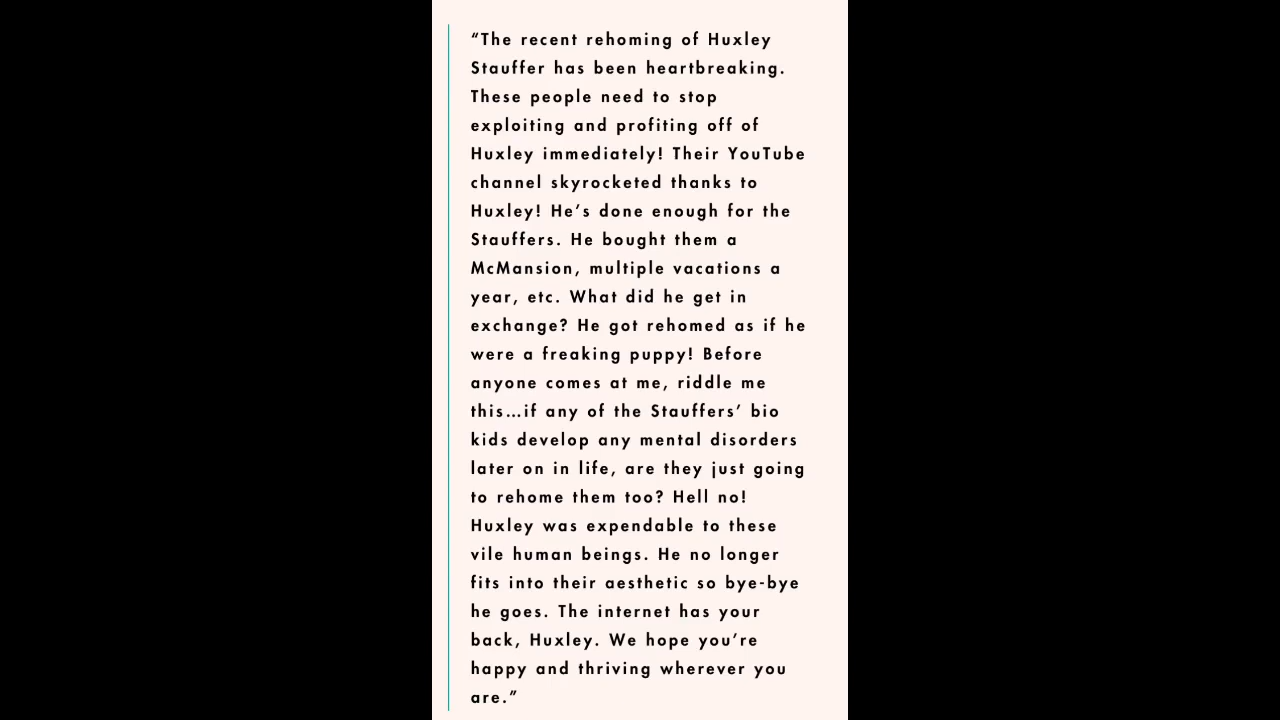 “The recent rehoming of Huxley
Stauffer has been heartbreaking.
These people need to stop
exploiting and profiting off of
Huxley immediately! Their YouTube
channel skyrocketed thanks to
Huxley! He’s done enough for the
Stauffers. He bought them a
McMansion, multiple vacations a
year, etc. What did he get in
exchange? He got rehomed as if he
were a freaking puppy! Before
anyone comes at me, riddle me
this…if any of the Stauffers’ bio
kids develop any mental disorders
later on in life, are they just going
to rehome them too? Hell no!
Huxley was expendable to these
vile human beings. He no longer
fits into their aesthetic so bye-bye
he goes. The internet has your
back, Huxley. We hope you’re
happy and thriving wherever you
are.”